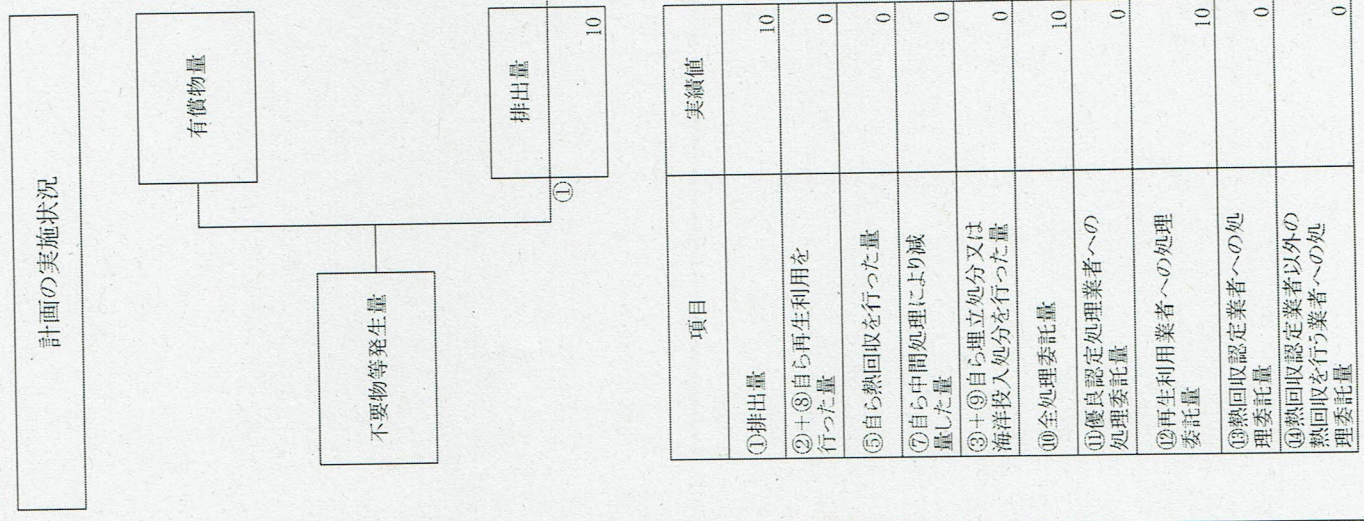 計画の実施状況
不要物等発生量
有償物量
①
排出量
10
項目
実績値
①排出量
10
②+⑧自ら再生利用を
行った量
0
⑤自ら熱回収を行った量
0
⑦自ら中間処理により減
量した量
0
③+⑨自ら埋立処分又は
海洋投入処分を行った量
0
⑩全処理委託量
10
⑪優良認定処理業者への
処理委託量
0
⑫再生利用業者への処理
委託量
10
⑬熱回収認定業者への処
理委託量
0
⑭熱回収認定業者以外の
熱回収を行う業者への処
理委託量
0